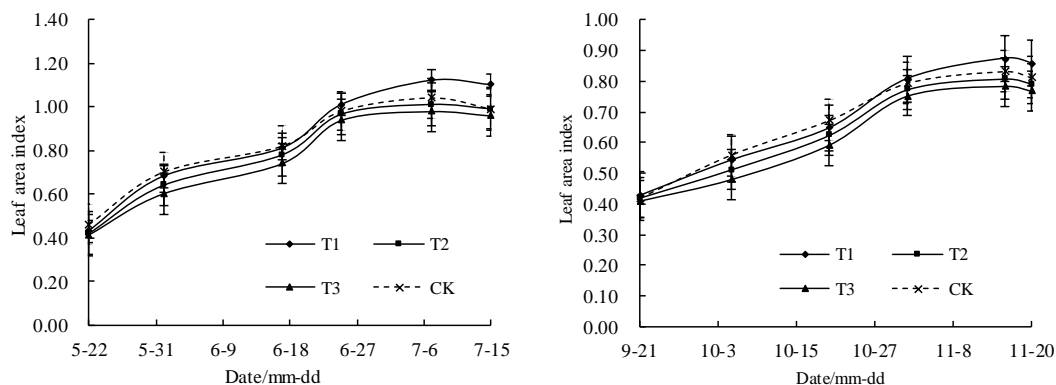 1.40
1.20
1.00
0.80
0.60
0.40
0.20
0.00
Leaf area index
T1
T2
T3
CK
5-22 5-31 6-9 6-18 6-27 7-6 7-15
Date/mm-dd
1.00
0.90
0.80
0.70
0.60
0.50
0.40
0.30
0.20
0.10
0.00
Leaf area index
T1
T2
T3
CK
9-21 10-3 10-15 10-27 11-8 11-20
Date/mm-dd